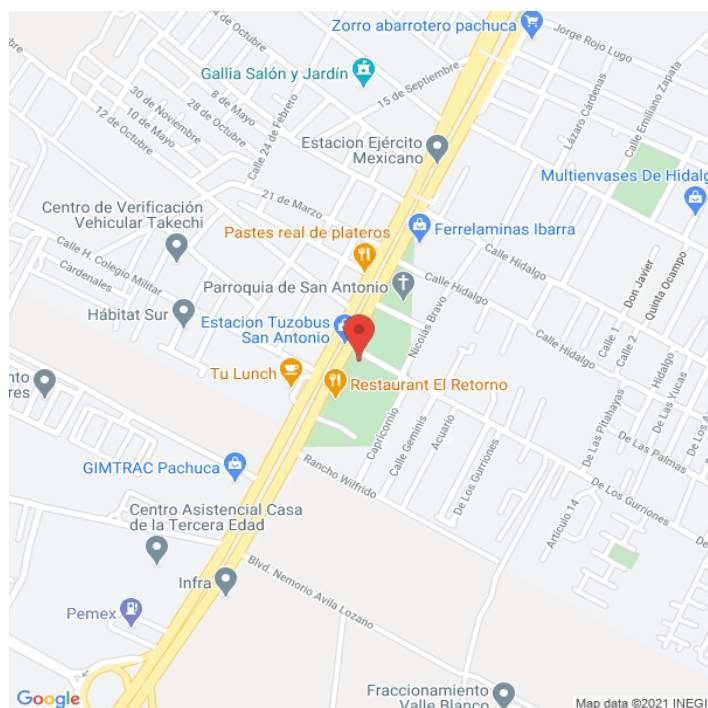 Zorro abarrotero pachuca
Jorge Rojo Lugo
de Octubre
Gallia Salón y Jardín
15 de Septiembre
Lázaro Cárdenas
Calle Emiliano Zapata
30 de Noviembre
8 de Mayo
28 de Octubre
10 de Mayo
12 de Octubre
Calle 24 de Febrero
Estacion Ejército
Mexicano
Multienvases De Hidalg
21 de Marzo
Centro de Verificación
Vehicular Takechi
Pastes real de plateros
Ferrelaminas Ibarra
Calle Hidalgo
Calle H. Colegio Militar
Cardenales
Parroquia de San Antonio
Calle Hidalgo
Don Javier
Quinta Ocampo
Hábitat Sur
Estacion Tuzobus
San Antonio
Nicolás Bravo
Calle Hidalgo
Calle 1
Calle 2
Hidalgo
De Las Yucas
Tu Lunch
Restaurant El Retorno
nto
res
Capricornio
Calle Geminis
Acuario
De Las Pitahayas
De Las Palmas
GIMTRAC Pachuca
Rancho Wilfrido
De Los Gurriones
De Los Gurriones
Artículo 14
Centro Asistencial Casa
de la Tercera Edad
Infra
Blvd. Nemorio Avila Lozano
Pemex
Fraccionamiento
Valle Blanco
Google
Map data ©2021 INEGI